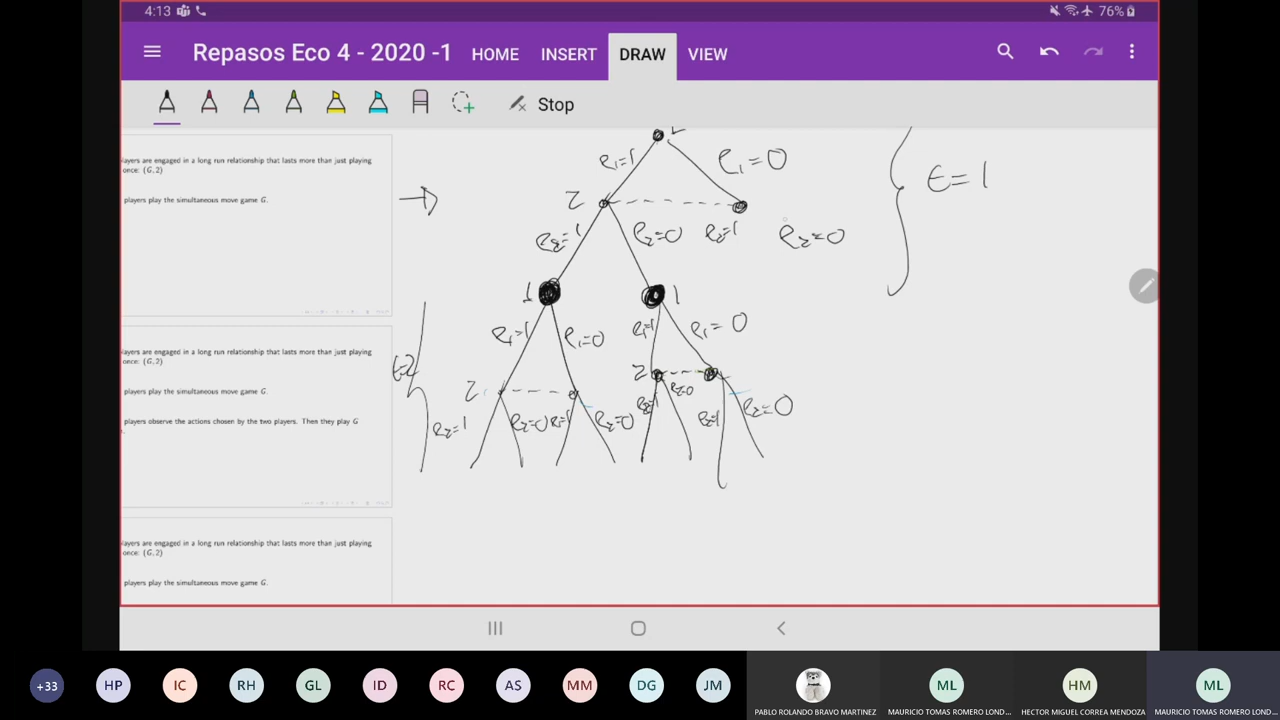 4:13 76%
Repasos Eco 4 - 2020 -1 HOME INSERT DRAW VIEW
Stop
layers are engaged in a long run relationship that lasts more than just playing
once: (G,2)
players play the simultaneous move game G.
layers are engaged in a long run relationship that lasts more than just playing
once: (G,2)
players play the simultaneous move game G.
players observe the actions chosen by the two players. Then they play G
layers are engaged in a long run relationship that lasts more than just playing
once: (G,2)
players play the simultaneous move game G.
e₁=1 e₁=0
t=1
2
e₂=1 e₂=0 e₂=1 e₂=0
1 1
e₁=1 e₁=0 e₁=1 e₁=0
t=2
2 2
e₂=1 e₂=0 e₂=1 e₂=0 e₂=1 e₂=0 e₂=1 e₂=0
+33 HP IC RH GL ID RC AS MM DG JM ML HM ML
PABLO ROLANDO BRAVO MARTINEZ MAURICIO TOMAS ROMERO LOND... HECTOR MIGUEL CORREA MENDOZA MAURICIO TOMAS ROMERO LOND...